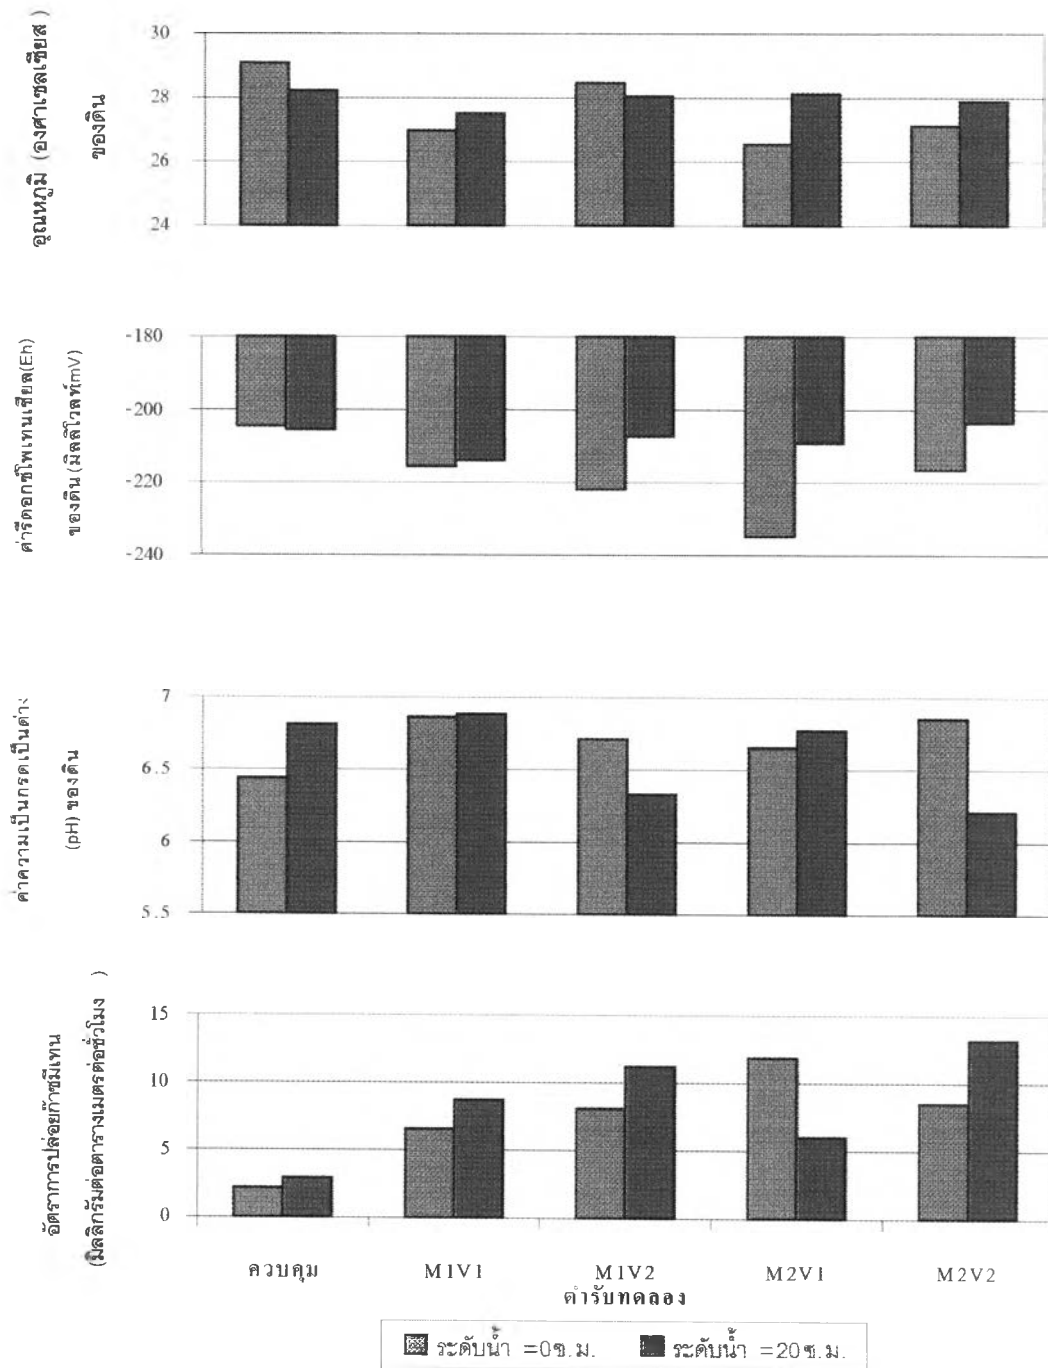 อุณหภูมิ (องศาเซลเซียส)
ของดิน
30
28
26
24
ค่ารีดอกซ์โพเทนเชียล(Eh)
ของดิน (มิลลิโวลท์mV)
-180
-200
-220
-240
ค่าความเป็นกรดเป็นด่าง
(pH) ของดิน
7
6.5
6
5.5
อัตราการปล่อยก๊าซมีเทน
(มิลลิกรัมต่อตารางเมตรต่อชั่วโมง )
15
10
5
0
ควบคุม M1V1 M1V2 M2V1 M2V2
ตำรับทดลอง
ระดับน้ำ =0ซ.ม. ระดับน้ำ =20ซ.ม.